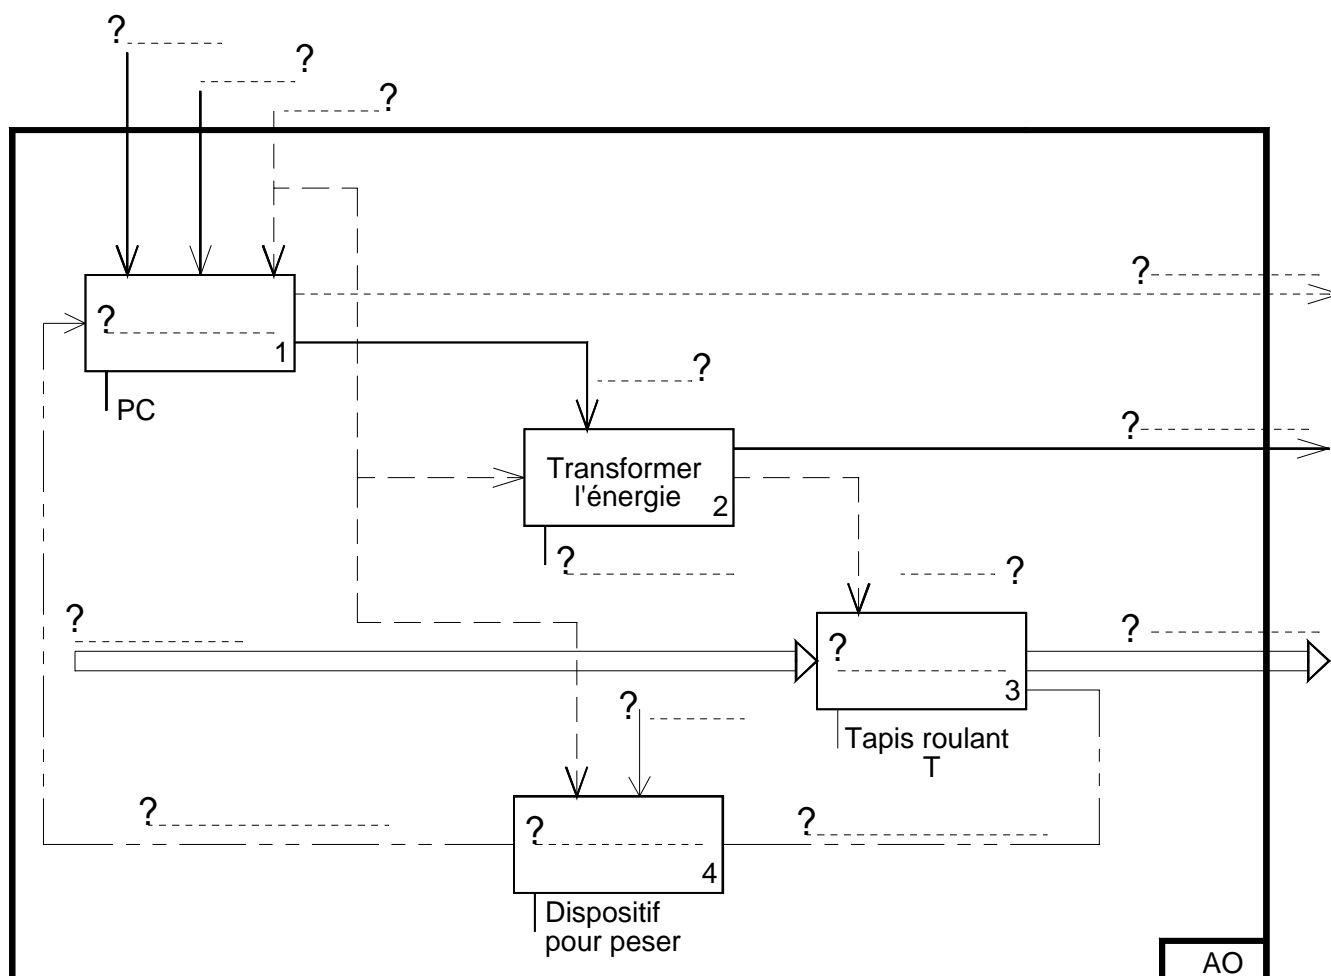 ?
?
?
?
?
1
PC
?
?
Transformer
l'énergie
2
?
?
?
?
?
3
?
Tapis roulant
T
?
?
?
4
Dispositif
pour peser
AO